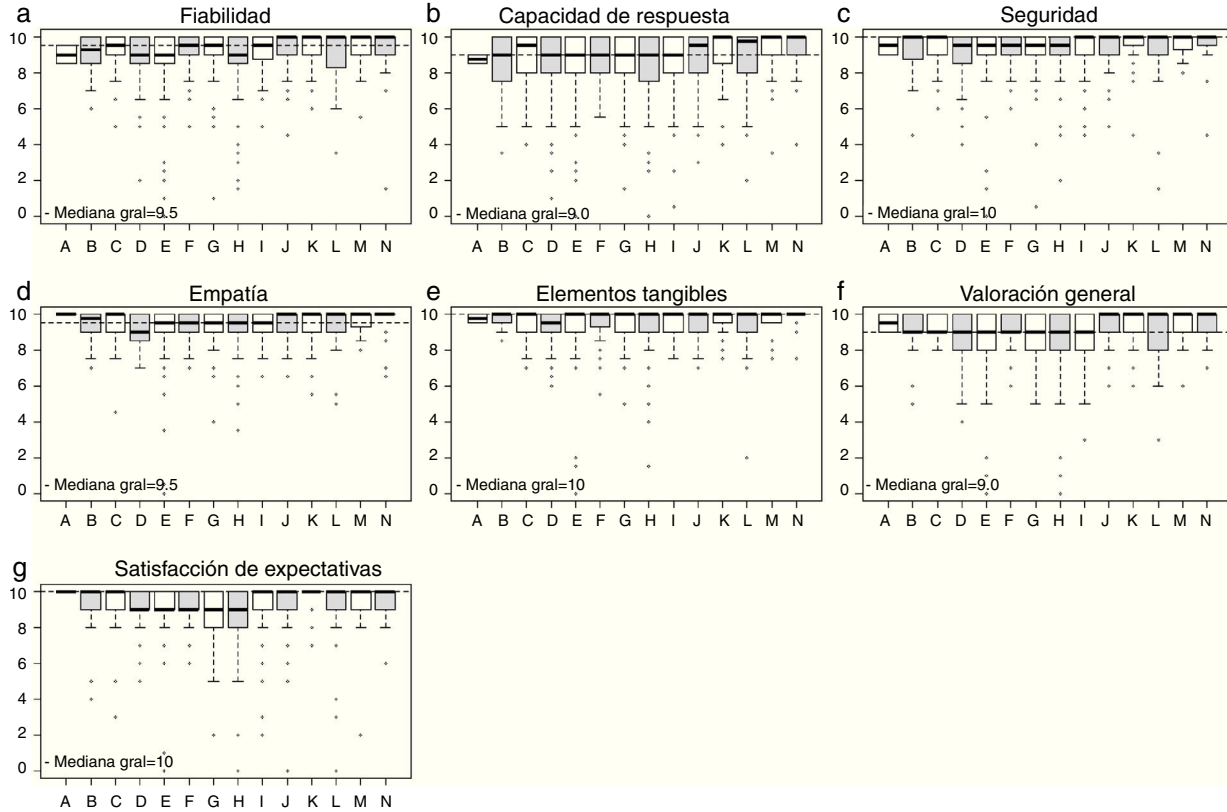 a Fiabilidad
10
8
6
4
2
0
- Mediana gral=9.5
A B C D E F G H I J K L M N
b Capacidad de respuesta
10
8
6
4
2
0
- Mediana gral=9.0
A B C D E F G H I J K L M N
c Seguridad
10
8
6
4
2
0
- Mediana gral=10
A B C D E F G H I J K L M N
d Empatía
10
8
6
4
2
0
- Mediana gral=9.5
A B C D E F G H I J K L M N
e Elementos tangibles
10
8
6
4
2
0
- Mediana gral=10
A B C D E F G H I J K L M N
f Valoración general
10
8
6
4
2
0
- Mediana gral=9.0
A B C D E F G H I J K L M N
g Satisfacción de expectativas
10
8
6
4
2
0
- Mediana gral=10
A B C D E F G H I J K L M N